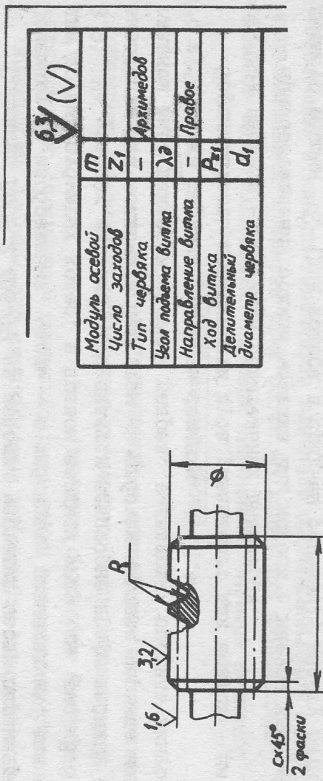 6,3 (√)
Модуль осевой m
Число заходов z₁
Тип червяка – Архимедов
Угол подъема витка λд
Направление витка – Правое
Ход витка Pz₁
Делительный диаметр червяка d₁
R
3,2
1,6
ø
c×45°
2 фаски